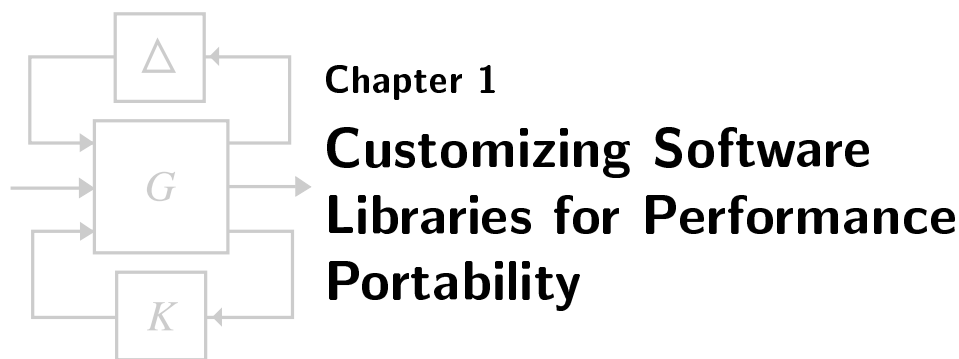 Δ
G
K
Chapter 1
Customizing Software
Libraries for Performance
Portability